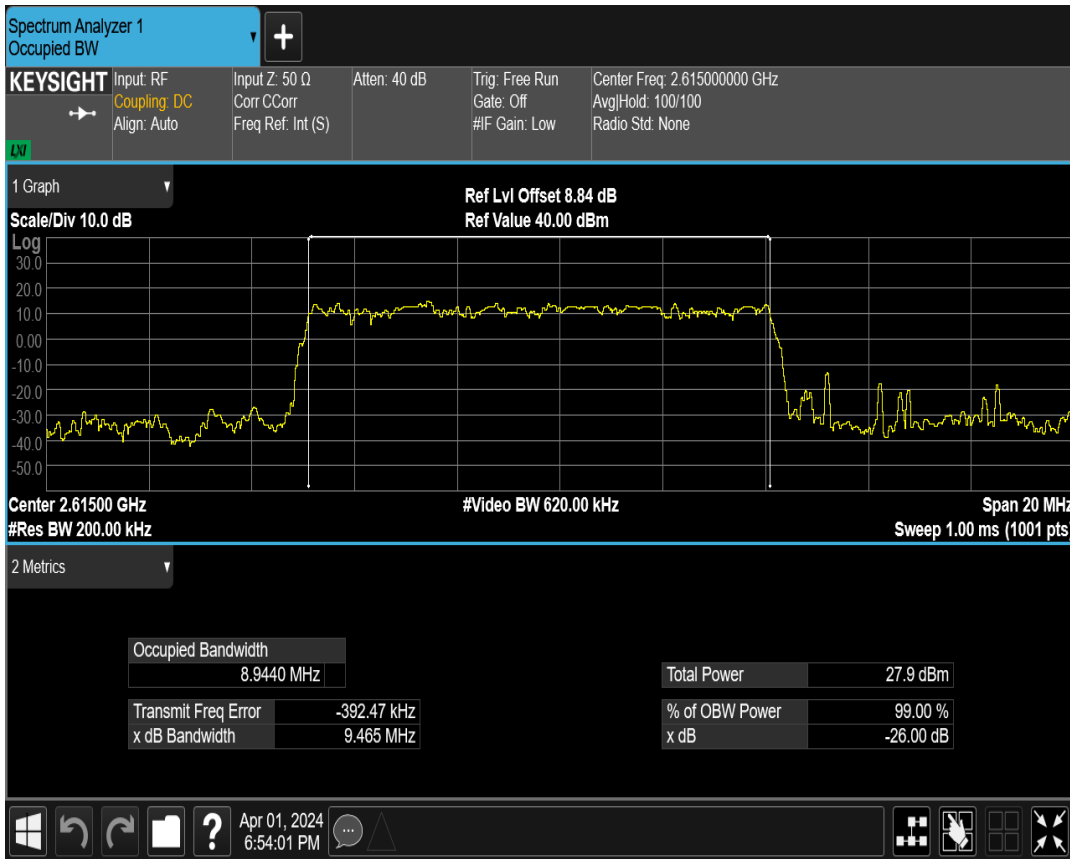 Spectrum Analyzer 1
Occupied BW
+
KEYSIGHT
LXI
Input: RF
Coupling: DC
Align: Auto
Input Z: 50 Ω
Corr CCorr
Freq Ref: Int (S)
Atten: 40 dB
Trig: Free Run
Gate: Off
#IF Gain: Low
Center Freq: 2.615000000 GHz
Avg|Hold: 100/100
Radio Std: None
1 Graph
Scale/Div 10.0 dB
Ref Lvl Offset 8.84 dB
Ref Value 40.00 dBm
Log
30.0
20.0
10.0
0.00
-10.0
-20.0
-30.0
-40.0
-50.0
Center 2.61500 GHz
#Video BW 620.00 kHz
Span 20 MHz
#Res BW 200.00 kHz
Sweep 1.00 ms (1001 pts)
2 Metrics
Occupied Bandwidth
8.9440 MHz
Total Power 27.9 dBm
Transmit Freq Error -392.47 kHz
% of OBW Power 99.00 %
x dB Bandwidth 9.465 MHz
x dB -26.00 dB
?
Apr 01, 2024
6:54:01 PM